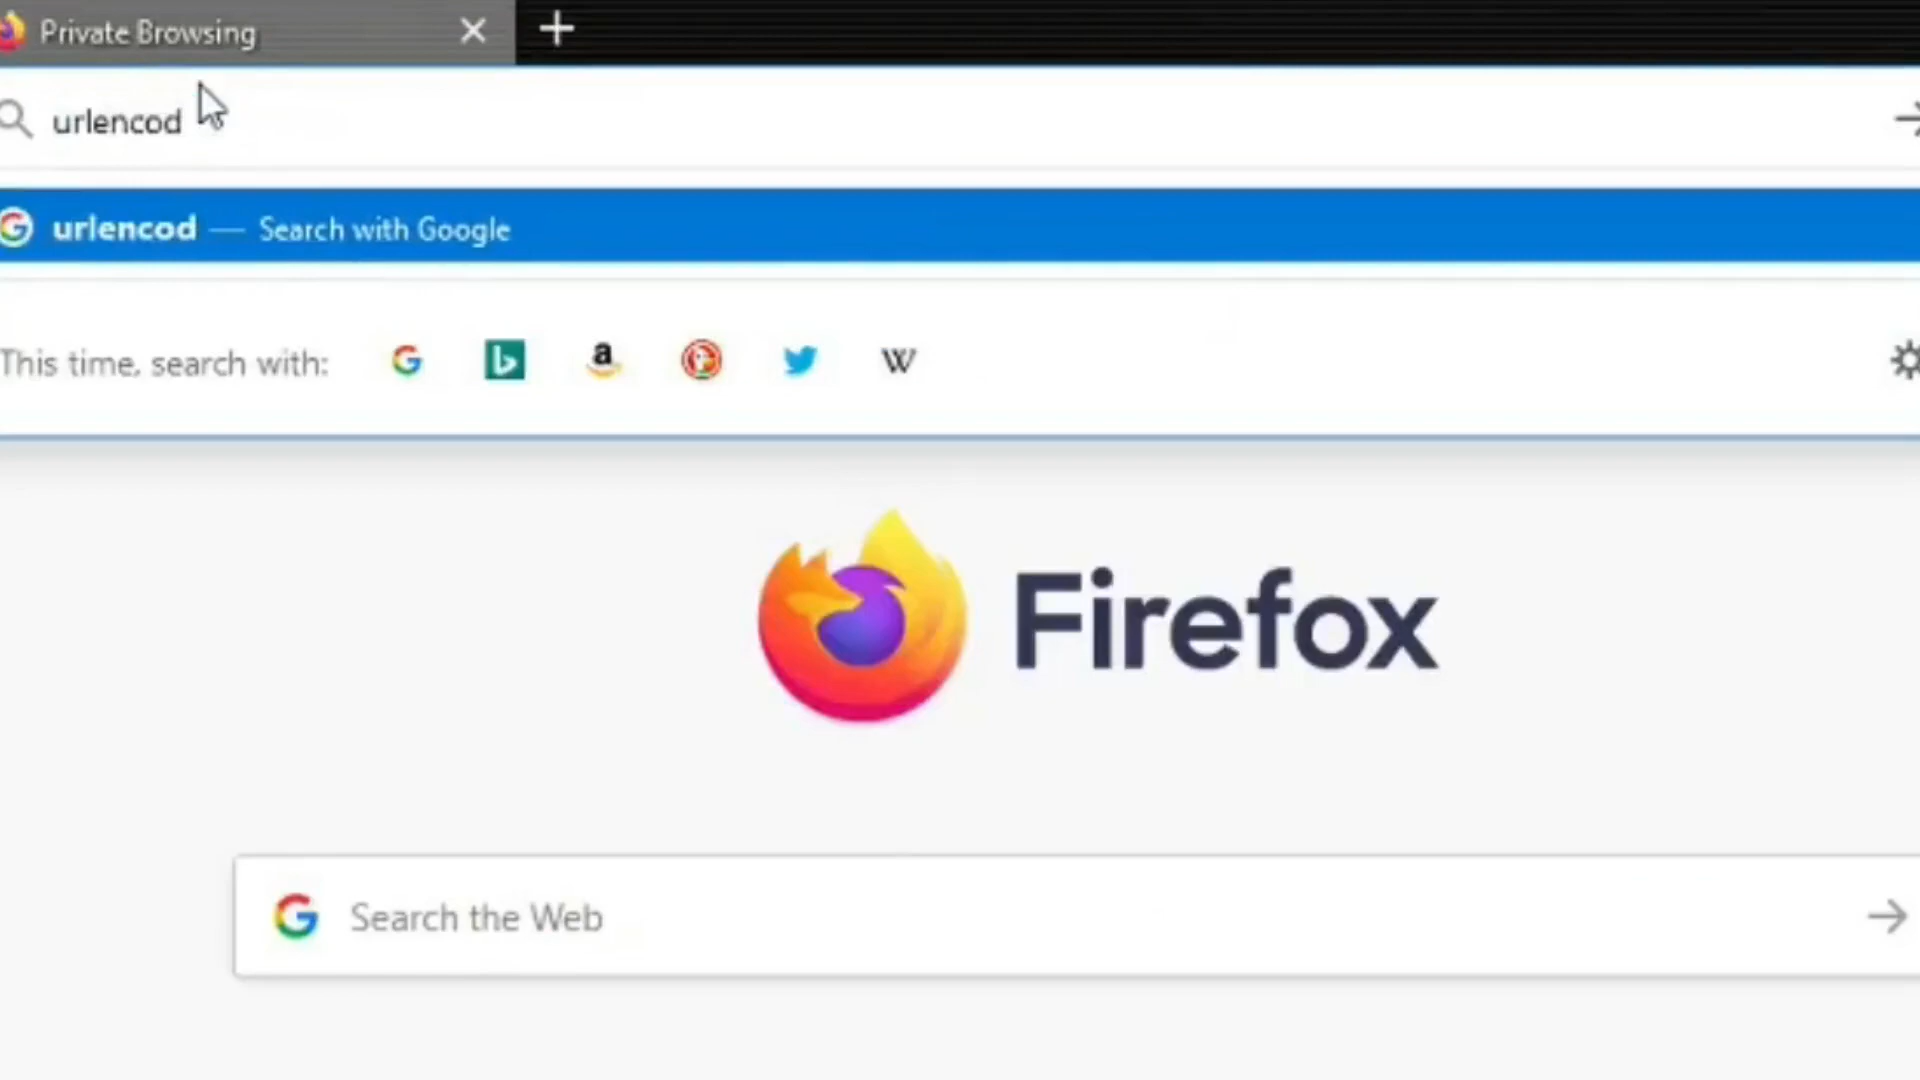 Private Browsing
urlencod
urlencod — Search with Google
This time, search with:
Firefox
Search the Web